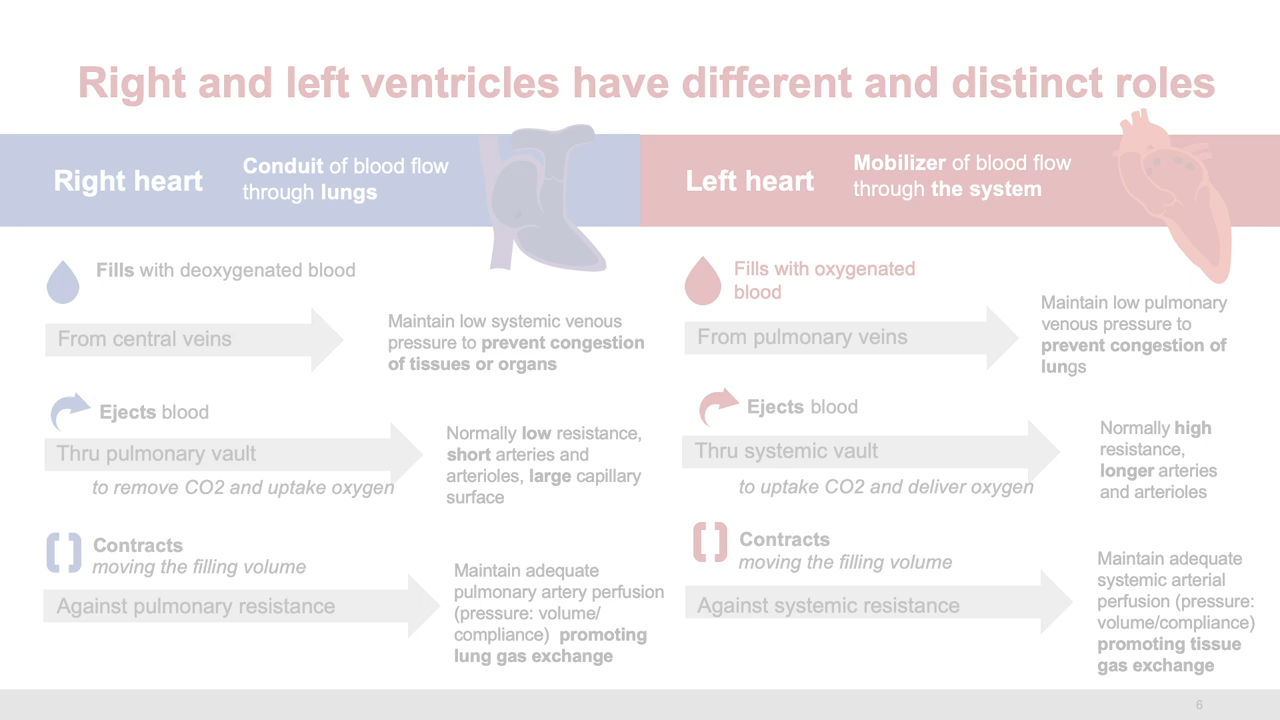 Right and left ventricles have different and distinct roles
Right heart
Conduit of blood flow
through lungs
Left heart
Mobilizer of blood flow
through the system
Fills with deoxygenated blood
From central veins
Maintain low systemic venous
pressure to prevent congestion
of tissues or organs
Ejects blood
Thru pulmonary vault
to remove CO2 and uptake oxygen
Normally low resistance,
short arteries and
arterioles, large capillary
surface
Contracts
moving the filling volume
Against pulmonary resistance
Maintain adequate
pulmonary artery perfusion
(pressure: volume/
compliance) promoting
lung gas exchange
Fills with oxygenated
blood
From pulmonary veins
Maintain low pulmonary
venous pressure to
prevent congestion of
lungs
Ejects blood
Thru systemic vault
to uptake CO2 and deliver oxygen
Normally high
resistance,
longer arteries
and arterioles
Contracts
moving the filling volume
Against systemic resistance
Maintain adequate
systemic arterial
perfusion (pressure:
volume/compliance)
promoting tissue
gas exchange
6